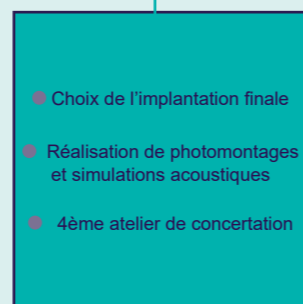 Choix de l'implantation finale
Réalisation de photomontages
et simulations acoustiques
4ème atelier de concertation